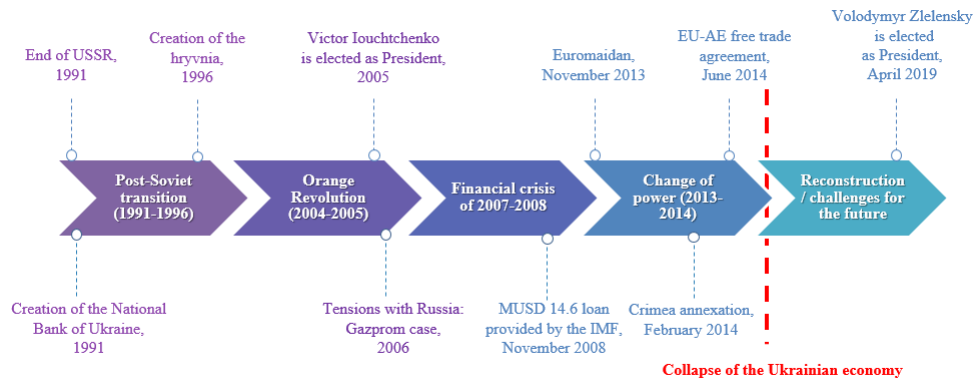 End of USSR,
1991
Creation of the
hryvnia,
1996
Victor Iouchtchenko
is elected as President,
2005
Euromaidan,
November 2013
EU-AE free trade
agreement,
June 2014
Volodymyr Zlelensky
is elected
as President,
April 2019
Post-Soviet
transition
(1991-1996)
Orange
Revolution
(2004-2005)
Financial crisis
of 2007-2008
Change of
power (2013-
2014)
Reconstruction
/ challenges for
the future
Creation of the National
Bank of Ukraine,
1991
Tensions with Russia:
Gazprom case,
2006
MUSD 14.6 loan
provided by the IMF,
November 2008
Crimea annexation,
February 2014
Collapse of the Ukrainian economy